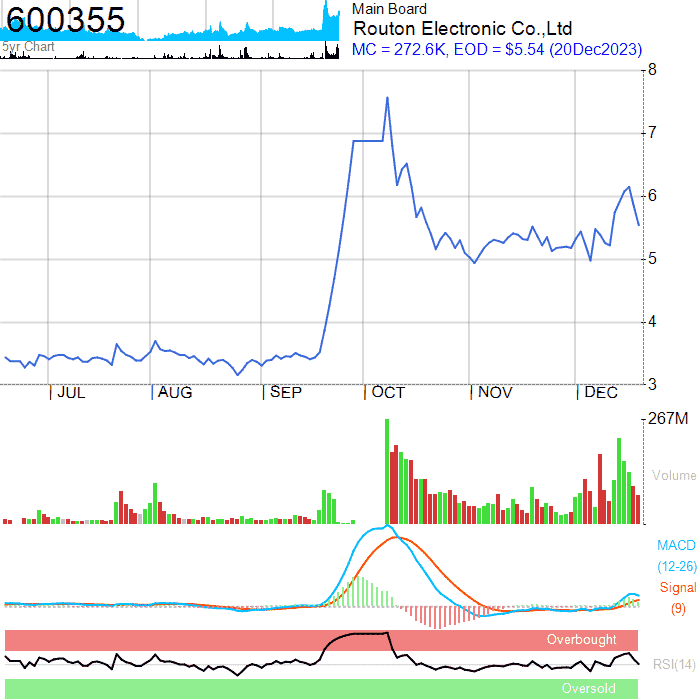 600355
5yr Chart
Main Board
Routon Electronic Co.,Ltd
MC = 272.6K, EOD = $5.54 (20Dec2023)
8
7
6
5
4
3
JUL AUG SEP OCT NOV DEC
267M
Volume
MACD
(12-26)
Signal
(9)
Overbought
RSI(14)
Oversold